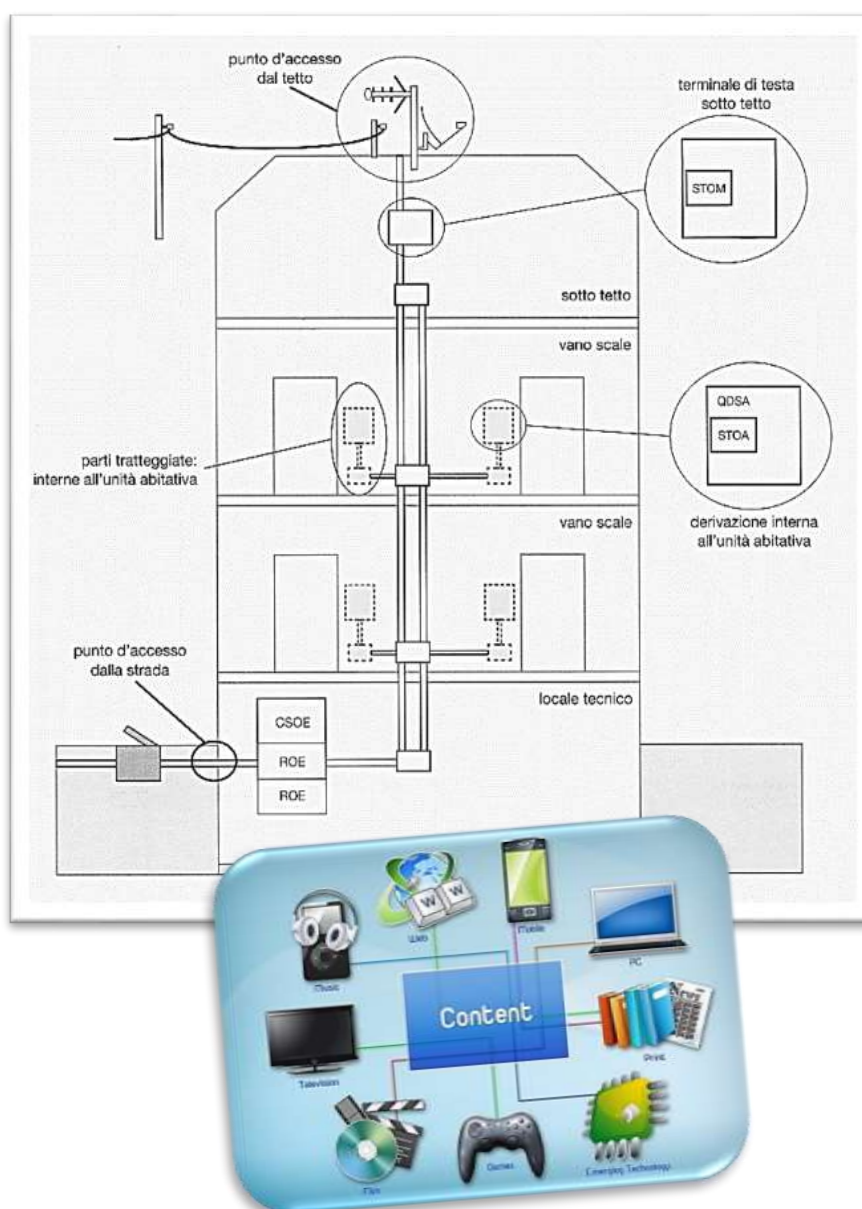 punto d'accesso
dal tetto
terminale di testa
sotto tetto
STOM
sotto tetto
vano scale
QDSA
STOA
parti tratteggiate:
interne all'unità abitativa
derivazione interna
all'unità abitativa
vano scale
punto d'accesso
dalla strada
locale tecnico
CSOE
ROE
ROE
Web
W
W
Mobile
Music
PC
Content
Television
Print
Film
Games
Emerging Technology